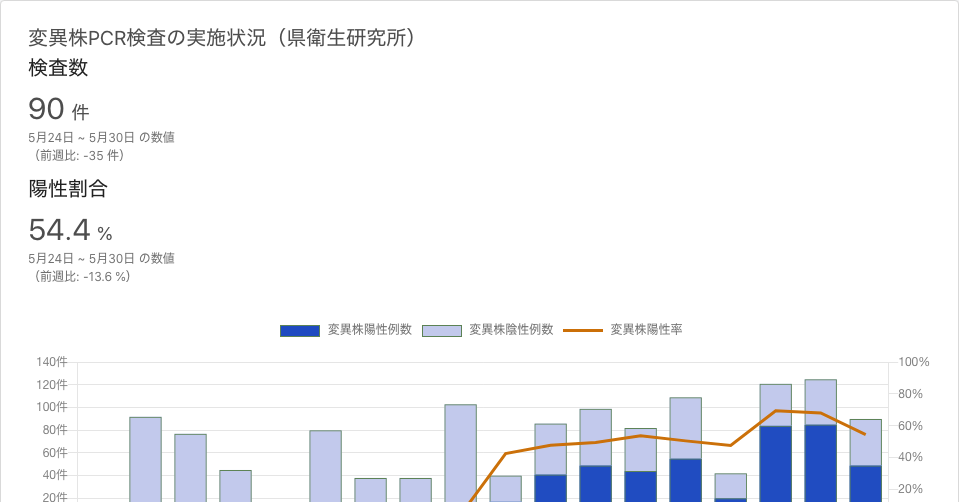 変異株PCR検査の実施状況（県衛生研究所）
検査数
90 件
5月24日 ~ 5月30日 の数値
（前週比: -35 件）
陽性割合
54.4 %
5月24日 ~ 5月30日 の数値
（前週比: -13.6 %）
変異株陽性例数 変異株陰性例数 変異株陽性率
140件 100%
120件 80%
100件
80件 60%
60件 40%
40件
20件 20%